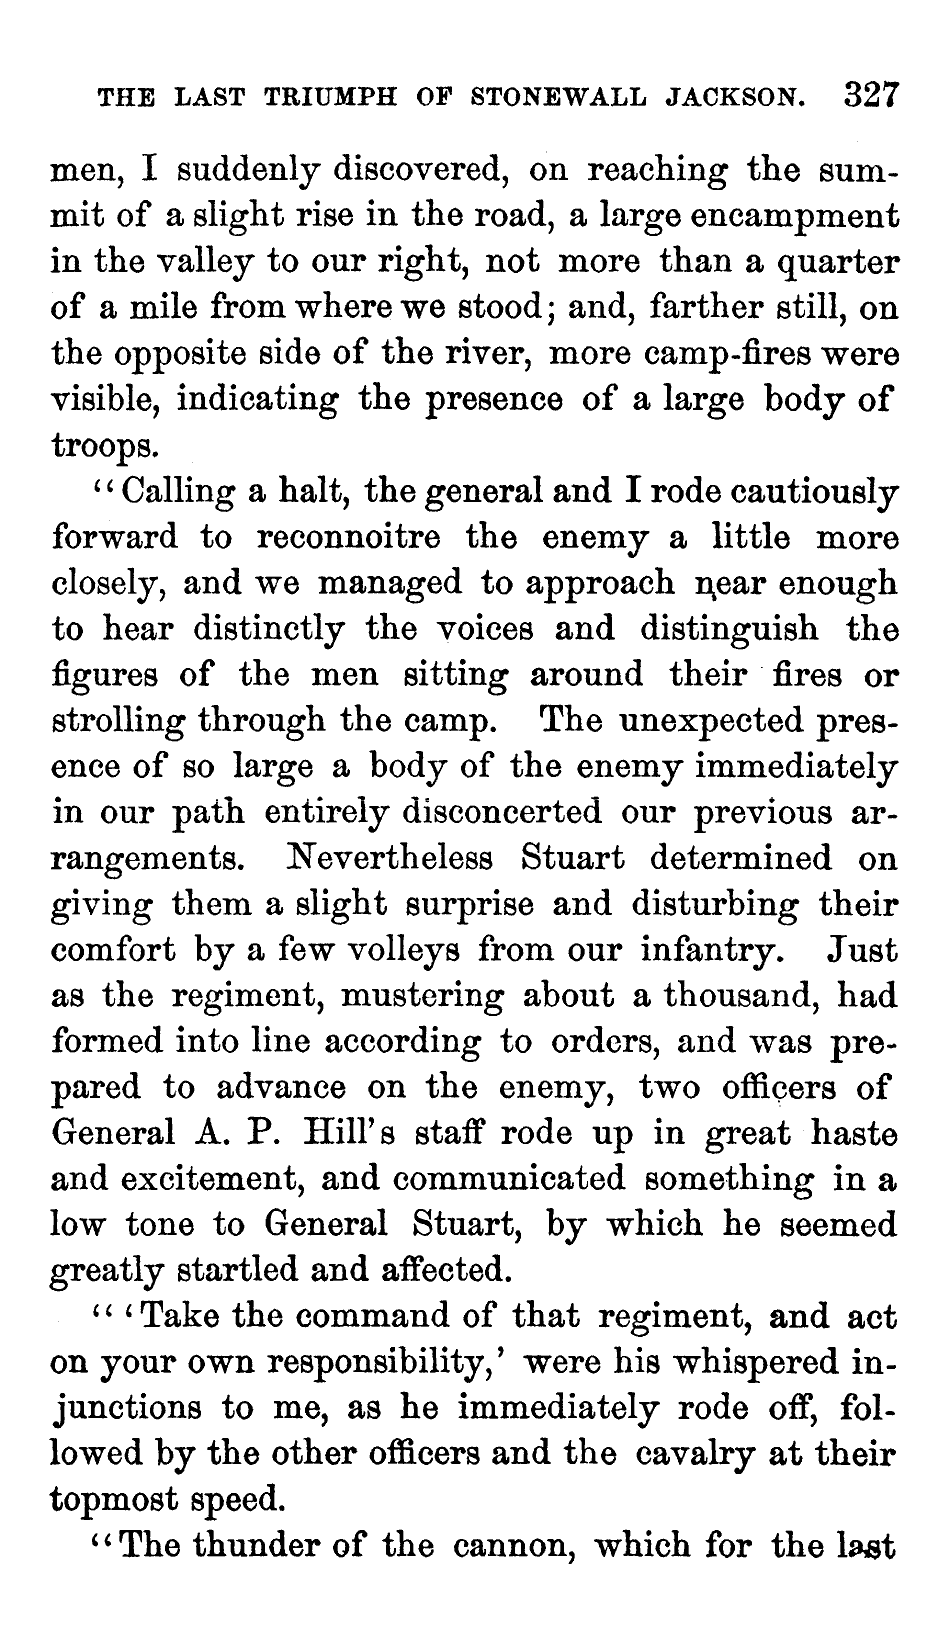 THE LAST TRIUMPH OF STONEWALL JACKSON. 327
men, I suddenly discovered, on reaching the sum-
mit of a slight rise in the road, a large encampment
in the valley to our right, not more than a quarter
of a mile from where we stood; and, farther still, on
the opposite side of the river, more camp-fires were
visible, indicating the presence of a large body of
troops.
“Calling a halt, the general and I rode cautiously
forward to reconnoitre the enemy a little more
closely, and we managed to approach near enough
to hear distinctly the voices and distinguish the
figures of the men sitting around their fires or
strolling through the camp. The unexpected pres-
ence of so large a body of the enemy immediately
in our path entirely disconcerted our previous ar-
rangements. Nevertheless Stuart determined on
giving them a slight surprise and disturbing their
comfort by a few volleys from our infantry. Just
as the regiment, mustering about a thousand, had
formed into line according to orders, and was pre-
pared to advance on the enemy, two officers of
General A. P. Hill’s staff rode up in great haste
and excitement, and communicated something in a
low tone to General Stuart, by which he seemed
greatly startled and affected.
“‘Take the command of that regiment, and act
on your own responsibility,’ were his whispered in-
junctions to me, as he immediately rode off, fol-
lowed by the other officers and the cavalry at their
topmost speed.
“The thunder of the cannon, which for the last